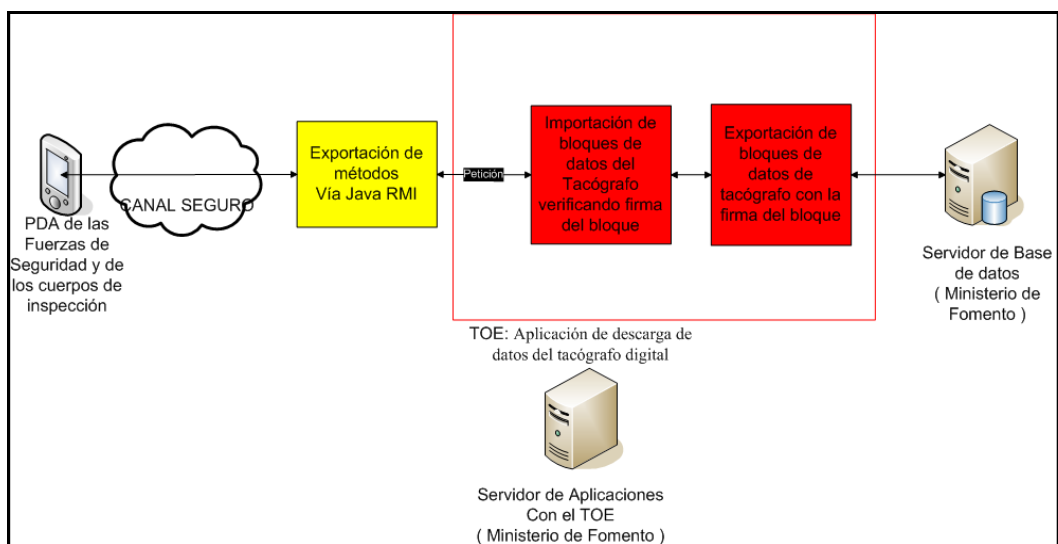 PDA de las
Fuerzas de
Seguridad y de
los cuerpos de
inspección
CANAL SEGURO
Exportación de
métodos
Vía Java RMI
Petición
Importación de
bloques de
datos del
Tacógrafo
verificando firma
del bloque
Exportación de
bloques de
datos de
tacógrafo con la
firma del bloque
Servidor de Base
de datos
( Ministerio de
Fomento )
TOE: Aplicación de descarga de
datos del tacógrafo digital
Servidor de Aplicaciones
Con el TOE
( Ministerio de Fomento )